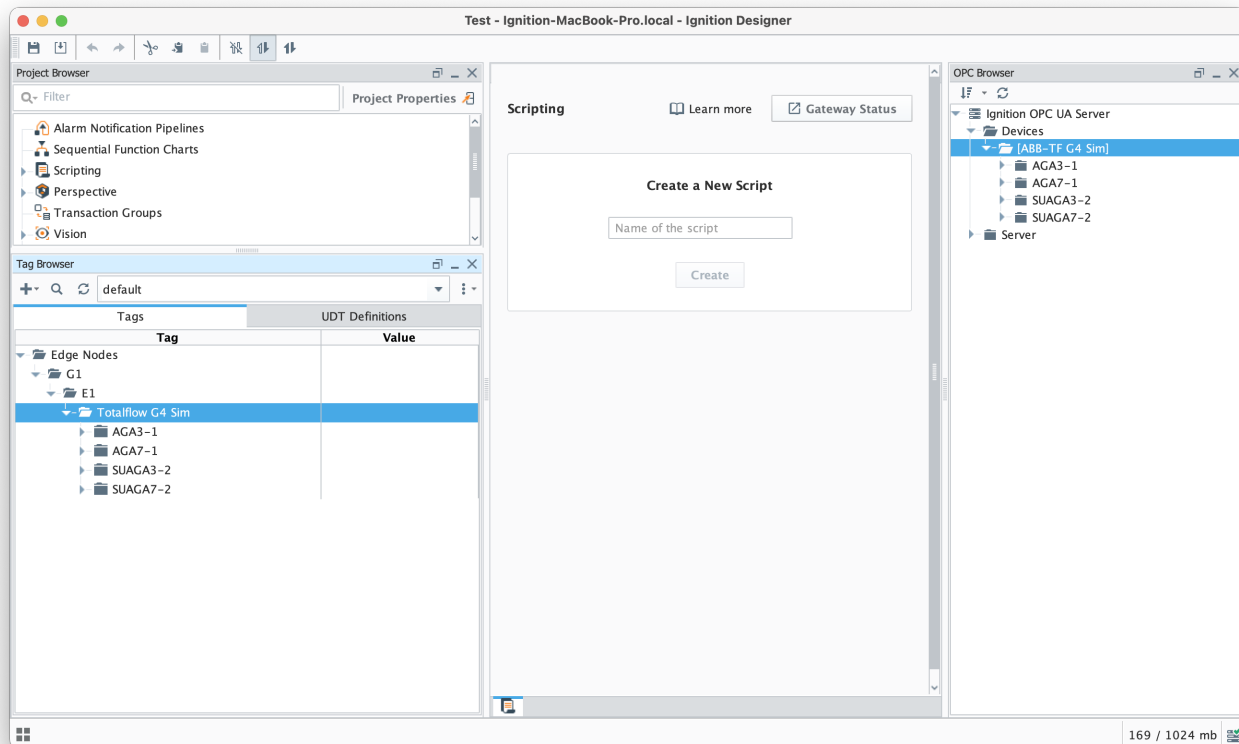 Test - Ignition-MacBook-Pro.local - Ignition Designer
Project Browser
Filter
Project Properties
Alarm Notification Pipelines
Sequential Function Charts
Scripting
Perspective
Transaction Groups
Vision
Tag Browser
default
Tags UDT Definitions
Tag Value
Edge Nodes
G1
E1
Totalflow G4 Sim
AGA3-1
AGA7-1
SUAGA3-2
SUAGA7-2
Scripting Learn more Gateway Status
Create a New Script
Name of the script
Create
OPC Browser
Ignition OPC UA Server
Devices
[ABB-TF G4 Sim]
AGA3-1
AGA7-1
SUAGA3-2
SUAGA7-2
Server
169 / 1024 mb